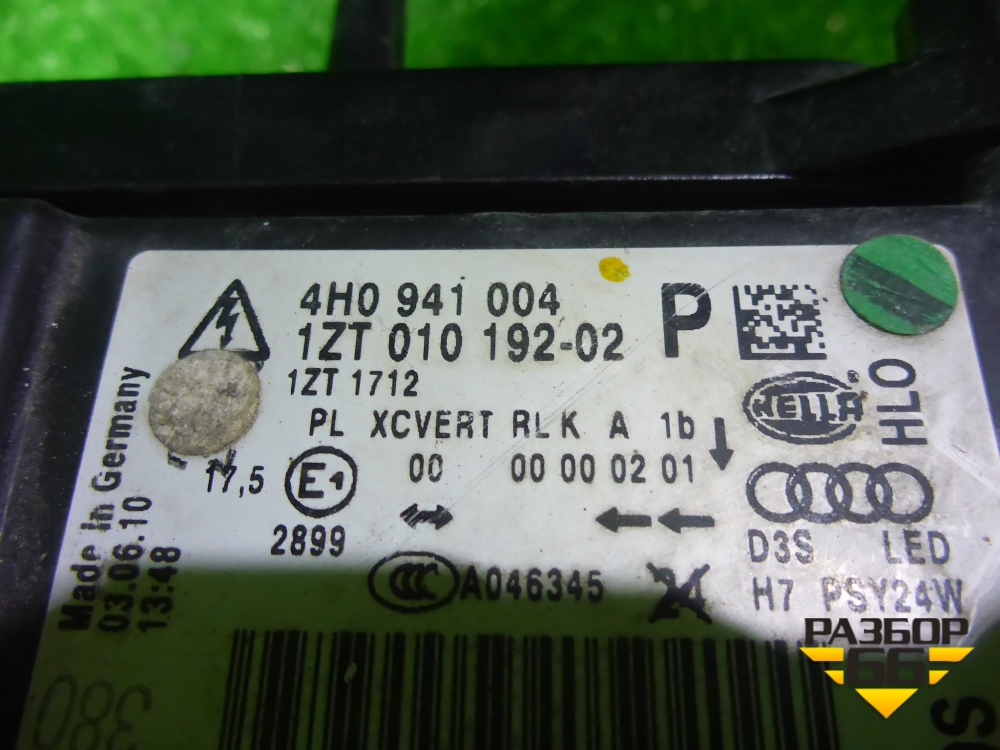 4H0 941 004
1ZT 010 192-02
P
1ZT 1712
PL XCVERT RL K A 1b
17,5 E1 00 00 00 02 01
2899
A046345
24
HELLA
HLO
D3S LED
H7 PSY24W
Made in Germany
03.06.10
13:48
380
S
РАЗБОР
66